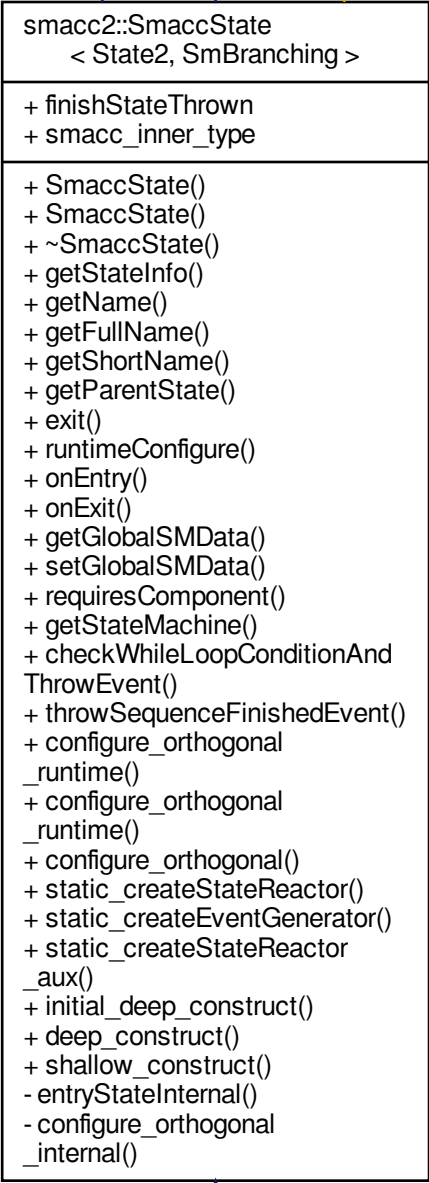 smacc2::SmaccState
< State2, SmBranching >
+ finishStateThrown
+ smacc_inner_type
+ SmaccState()
+ SmaccState()
+ ~SmaccState()
+ getStateInfo()
+ getName()
+ getFullName()
+ getShortName()
+ getParentState()
+ exit()
+ runtimeConfigure()
+ onEntry()
+ onExit()
+ getGlobalSMData()
+ setGlobalSMData()
+ requiresComponent()
+ getStateMachine()
+ checkWhileLoopConditionAnd
ThrowEvent()
+ throwSequenceFinishedEvent()
+ configure_orthogonal
_runtime()
+ configure_orthogonal
_runtime()
+ configure_orthogonal()
+ static_createStateReactor()
+ static_createEventGenerator()
+ static_createStateReactor
_aux()
+ initial_deep_construct()
+ deep_construct()
+ shallow_construct()
- entryStateInternal()
- configure_orthogonal
_internal()